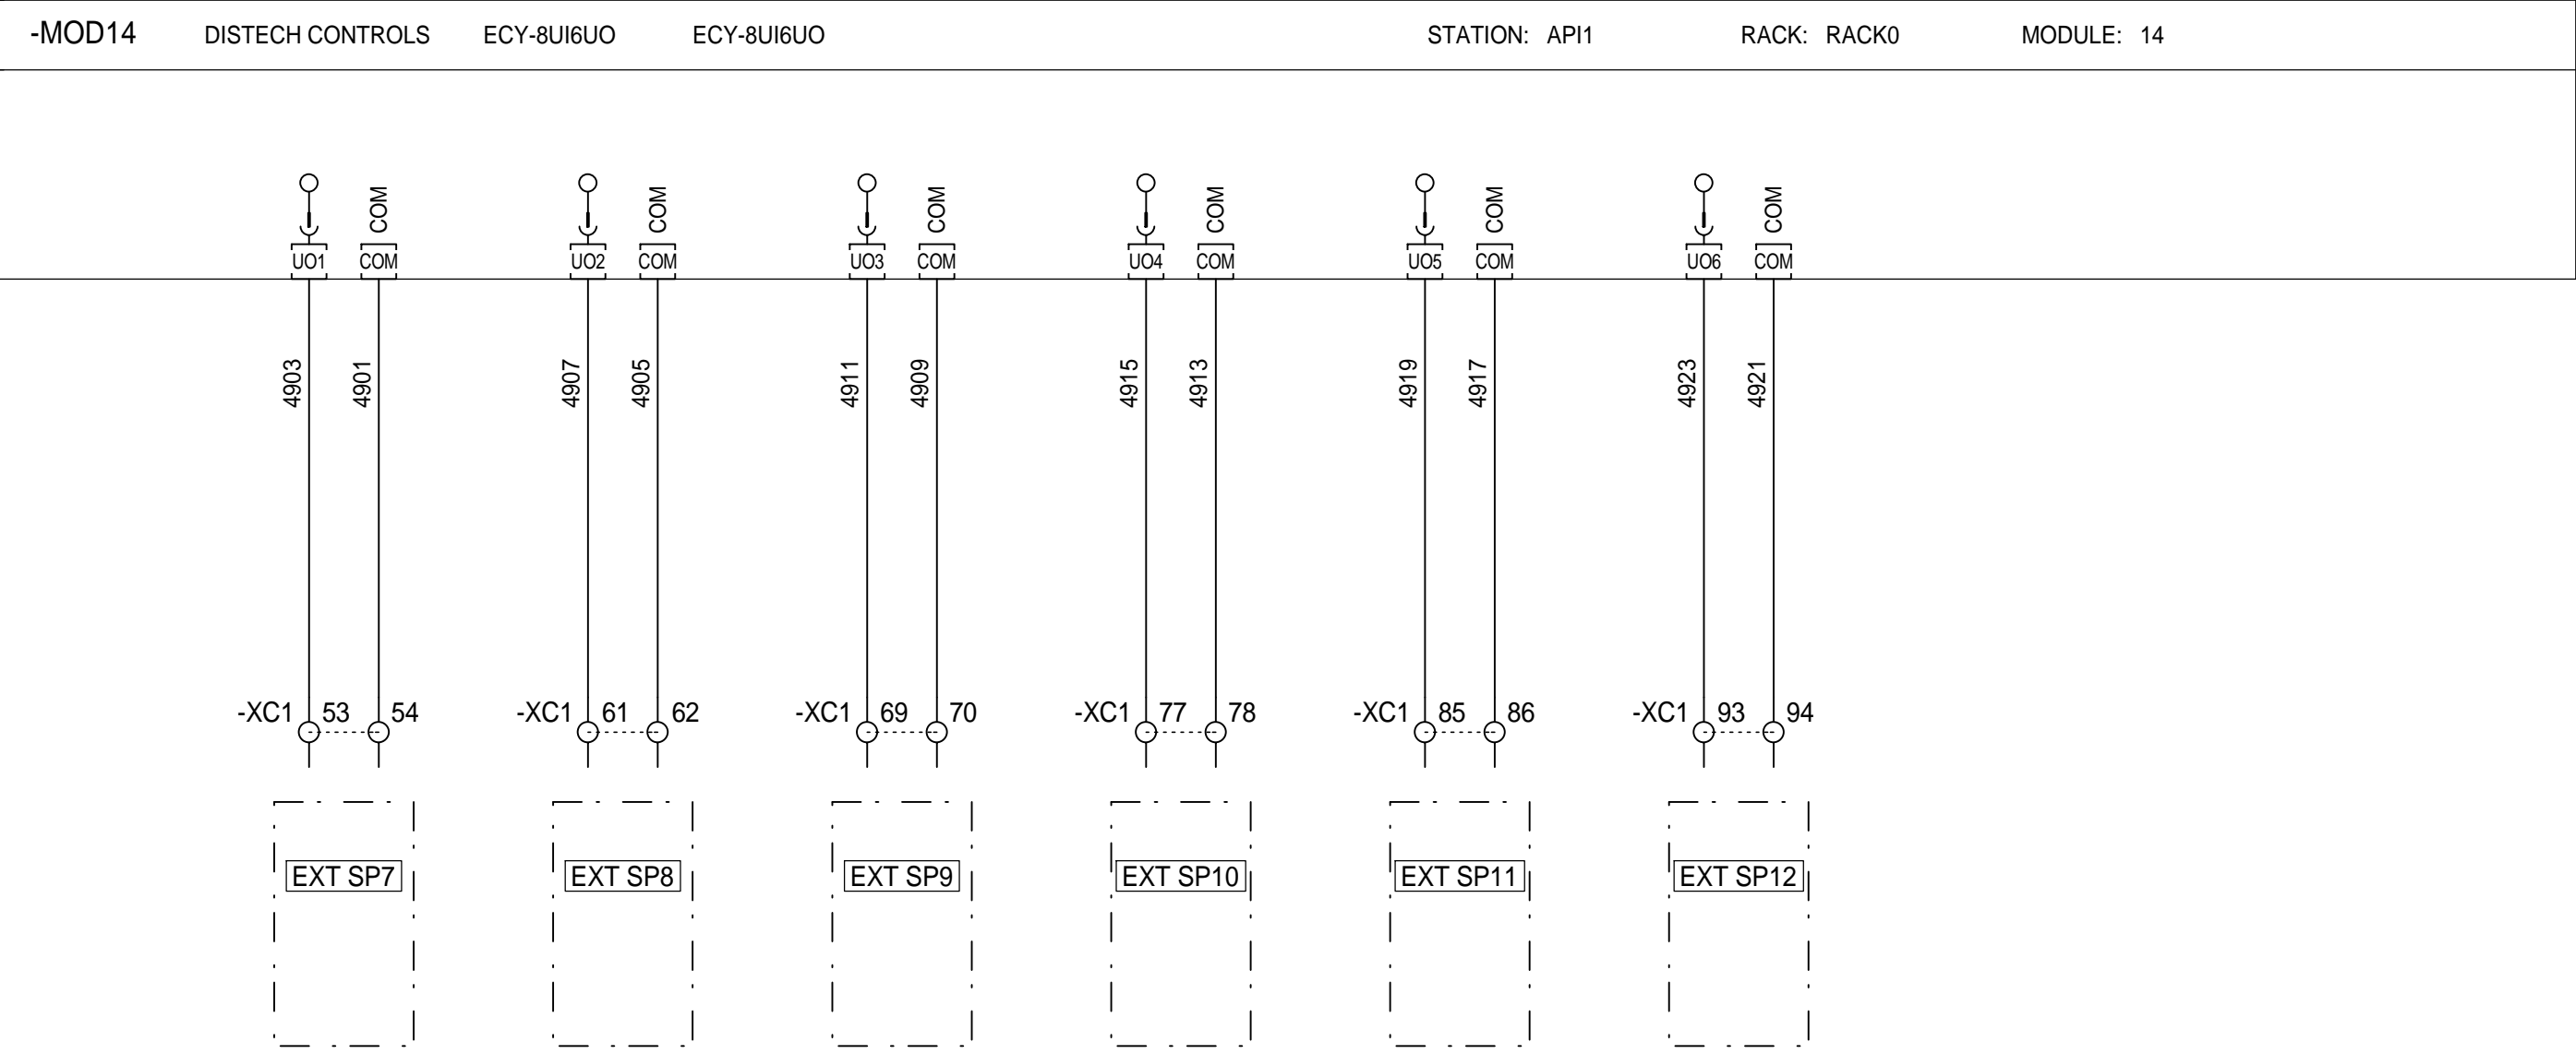 -MOD14 DISTECH CONTROLS ECY-8UI6UO ECY-8UI6UO STATION: API1 RACK: RACK0 MODULE: 14
COM COM COM COM COM COM
UO1 COM UO2 COM UO3 COM UO4 COM UO5 COM UO6 COM
4903 4901 4907 4905 4911 4909 4915 4913 4919 4917 4923 4921
-XC1 53 54 -XC1 61 62 -XC1 69 70 -XC1 77 78 -XC1 85 86 -XC1 93 94
EXT SP7 EXT SP8 EXT SP9 EXT SP10 EXT SP11 EXT SP12